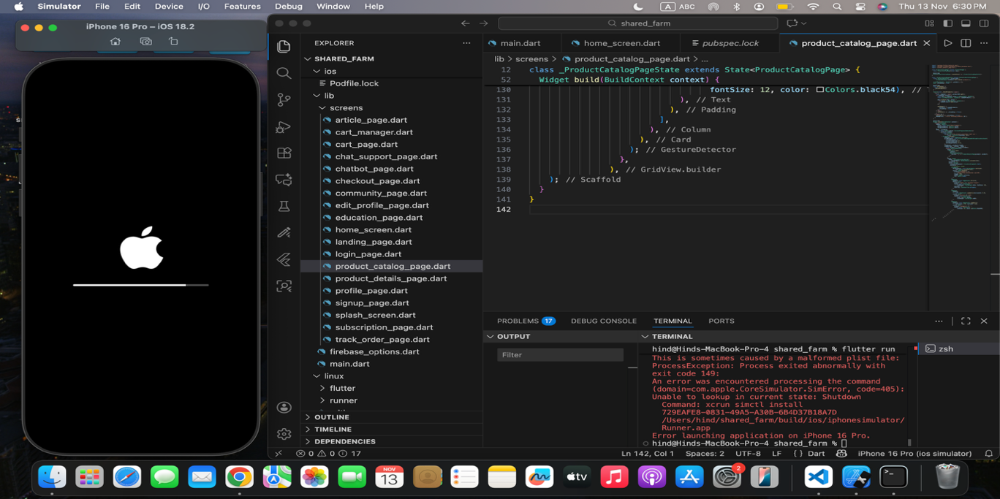 Simulator File Edit Device I/O Features Debug Window Help A ABC Thu 13 Nov 6:30 PM
iPhone 16 Pro – iOS 18.2
shared_farm
EXPLORER
SHARED_FARM
ios
Podfile.lock
lib
screens
article_page.dart
cart_manager.dart
cart_page.dart
chat_support_page.dart
chatbot_page.dart
checkout_page.dart
community_page.dart
edit_profile_page.dart
education_page.dart
home_screen.dart
landing_page.dart
login_page.dart
product_catalog_page.dart
product_details_page.dart
profile_page.dart
signup_page.dart
splash_screen.dart
subscription_page.dart
track_order_page.dart
firebase_options.dart
main.dart
linux
flutter
runner
OUTLINE
TIMELINE
DEPENDENCIES
main.dart home_screen.dart pubspec.lock product_catalog_page.dart
lib > screens > product_catalog_page.dart > ...
12 class _ProductCatalogPageState extends State<ProductCatalogPage> {
52 Widget build(BuildContext context) {
130 fontSize: 12, color: Colors.black54), //
131 ), // Text
132 ), // Padding
133 ],
134 ), // Column
135 ), // Card
136 ); // GestureDetector
137 },
138 ), // GridView.builder
139 ); // Scaffold
140 }
141 }
142
PROBLEMS 17 DEBUG CONSOLE TERMINAL PORTS
OUTPUT
Filter
TERMINAL
hind@Hinds-MacBook-Pro-4 shared_farm % flutter run
This is sometimes caused by a malformed plist file:
ProcessException: Process exited abnormally with
exit code 149:
An error was encountered processing the command
(domain=com.apple.CoreSimulator.SimError, code=405):
Unable to lookup in current state: Shutdown
Command: xcrun simctl install
729EAFE8-0831-49A5-A30B-6B4D37B18A7D
/Users/hind/shared_farm/build/ios/iphonesimulator/
Runner.app
Error launching application on iPhone 16 Pro.
hind@Hinds-MacBook-Pro-4 shared_farm %
zsh
0 0 17 Ln 142, Col 1 Spaces: 2 UTF-8 LF { } Dart iPhone 16 Pro (ios simulator)
NOV
13
tv
2